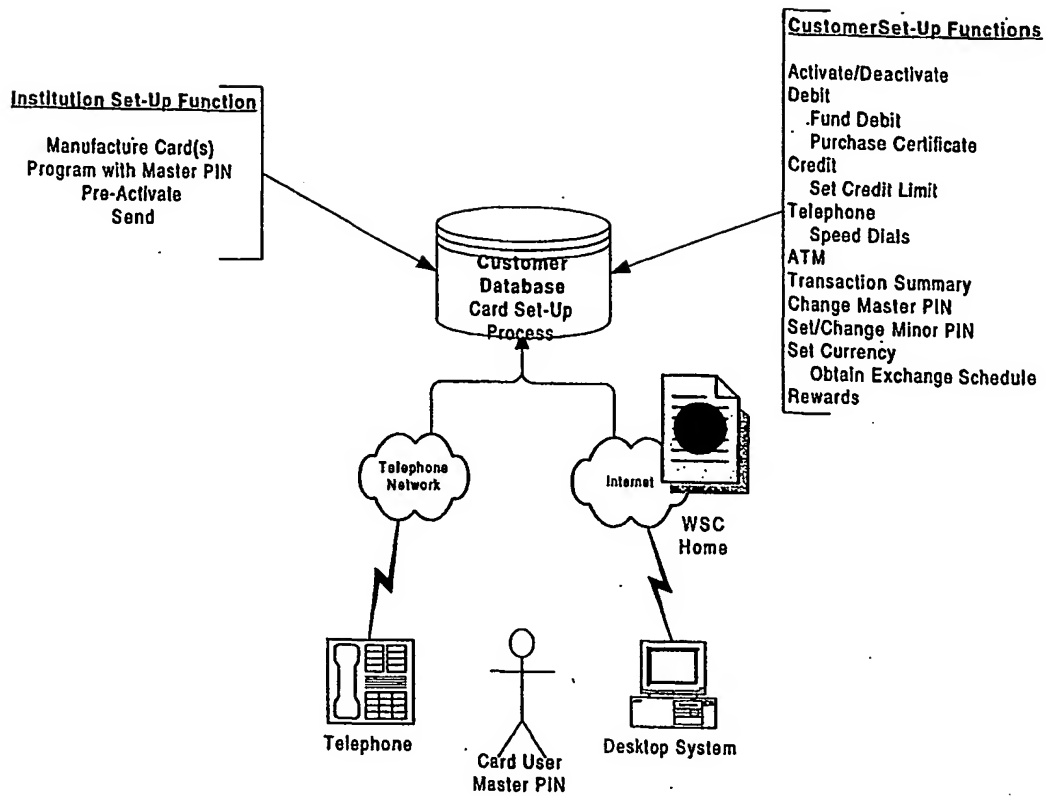 CustomerSet-Up Functions
Activate/Deactivate
Debit
.Fund Debit
Purchase Certificate
Credit
Set Credit Limit
Telephone
Speed Dials
ATM
Transaction Summary
Change Master PIN
Set/Change Minor PIN
Set Currency
Obtain Exchange Schedule
Rewards
Institution Set-Up Function
Manufacture Card(s)
Program with Master PIN
Pre-Activate
Send
Customer
Database
Card Set-Up
Process
Telephone
Network
Internet
WSC
Home
Telephone
Card User
Master PIN
Desktop System